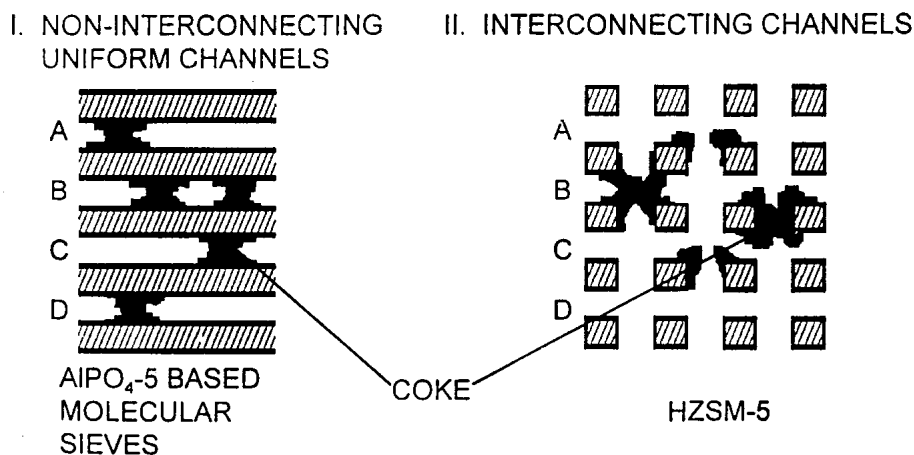 I. NON-INTERCONNECTING
UNIFORM CHANNELS
II. INTERCONNECTING CHANNELS
A
B
C
D
A
B
C
D
AlPO₄-5 BASED
MOLECULAR
SIEVES
COKE
HZSM-5